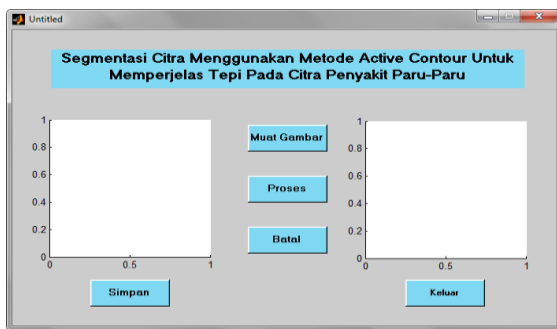 Untitled
Segmentasi Citra Menggunakan Metode Active Contour Untuk
Memperjelas Tepi Pada Citra Penyakit Paru-Paru
1
0.8
0.6
0.4
0.2
0
0
0.5
1
Muat Gambar
Proses
Batal
1
0.8
0.6
0.4
0.2
0
0
0.5
1
Simpan
Keluar